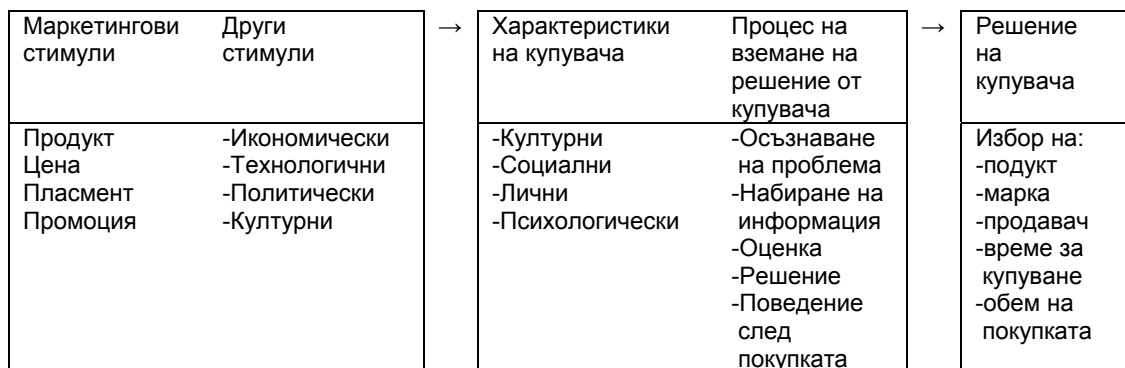 Маркетингови Други → Характеристики Процес на → Решение
стимули стимули на купувача вземане на на
решение от купувача
купувача
Продукт -Икономически -Културни -Осъзнаване Избор на:
Цена -Технологични -Социални на проблема -подукт
Пласмент -Политически -Лични -Набиране на -марка
Промоция -Културни -Психологически информация -продавач
-Оценка -време за
-Решение купуване
-Поведение -обем на
след покупката
покупката